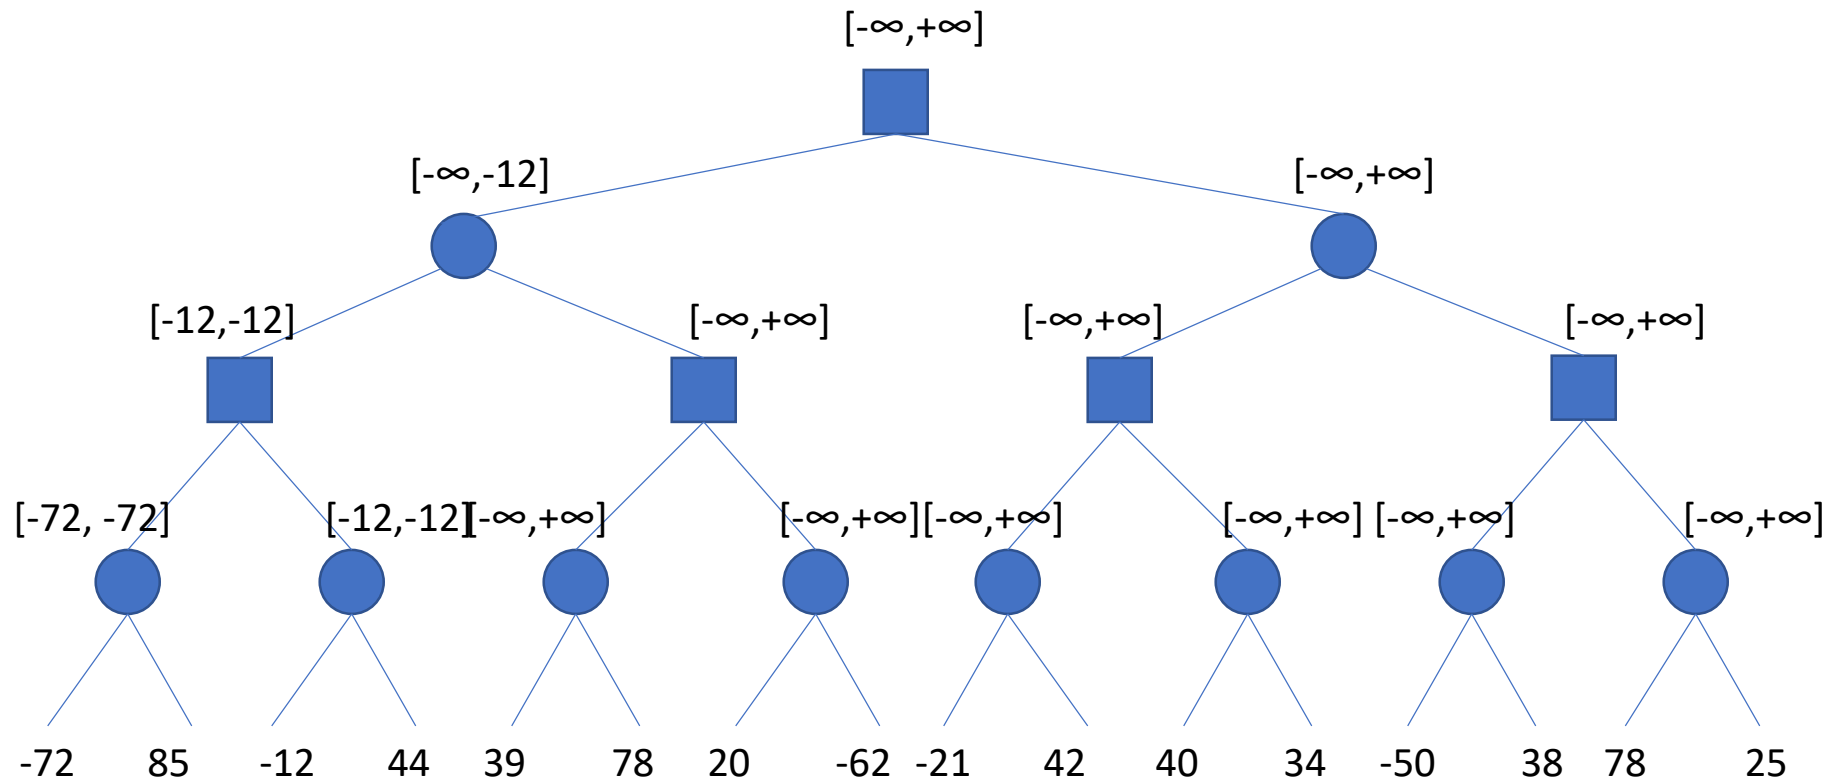 [-∞,+∞]
[-∞,-12] [-∞,+∞]
[-12,-12] [-∞,+∞] [-∞,+∞] [-∞,+∞]
[-72, -72] [-12,-12] [-∞,+∞] [-∞,+∞] [-∞,+∞] [-∞,+∞] [-∞,+∞] [-∞,+∞]
-72 85 -12 44 39 78 20 -62 -21 42 40 34 -50 38 78 25